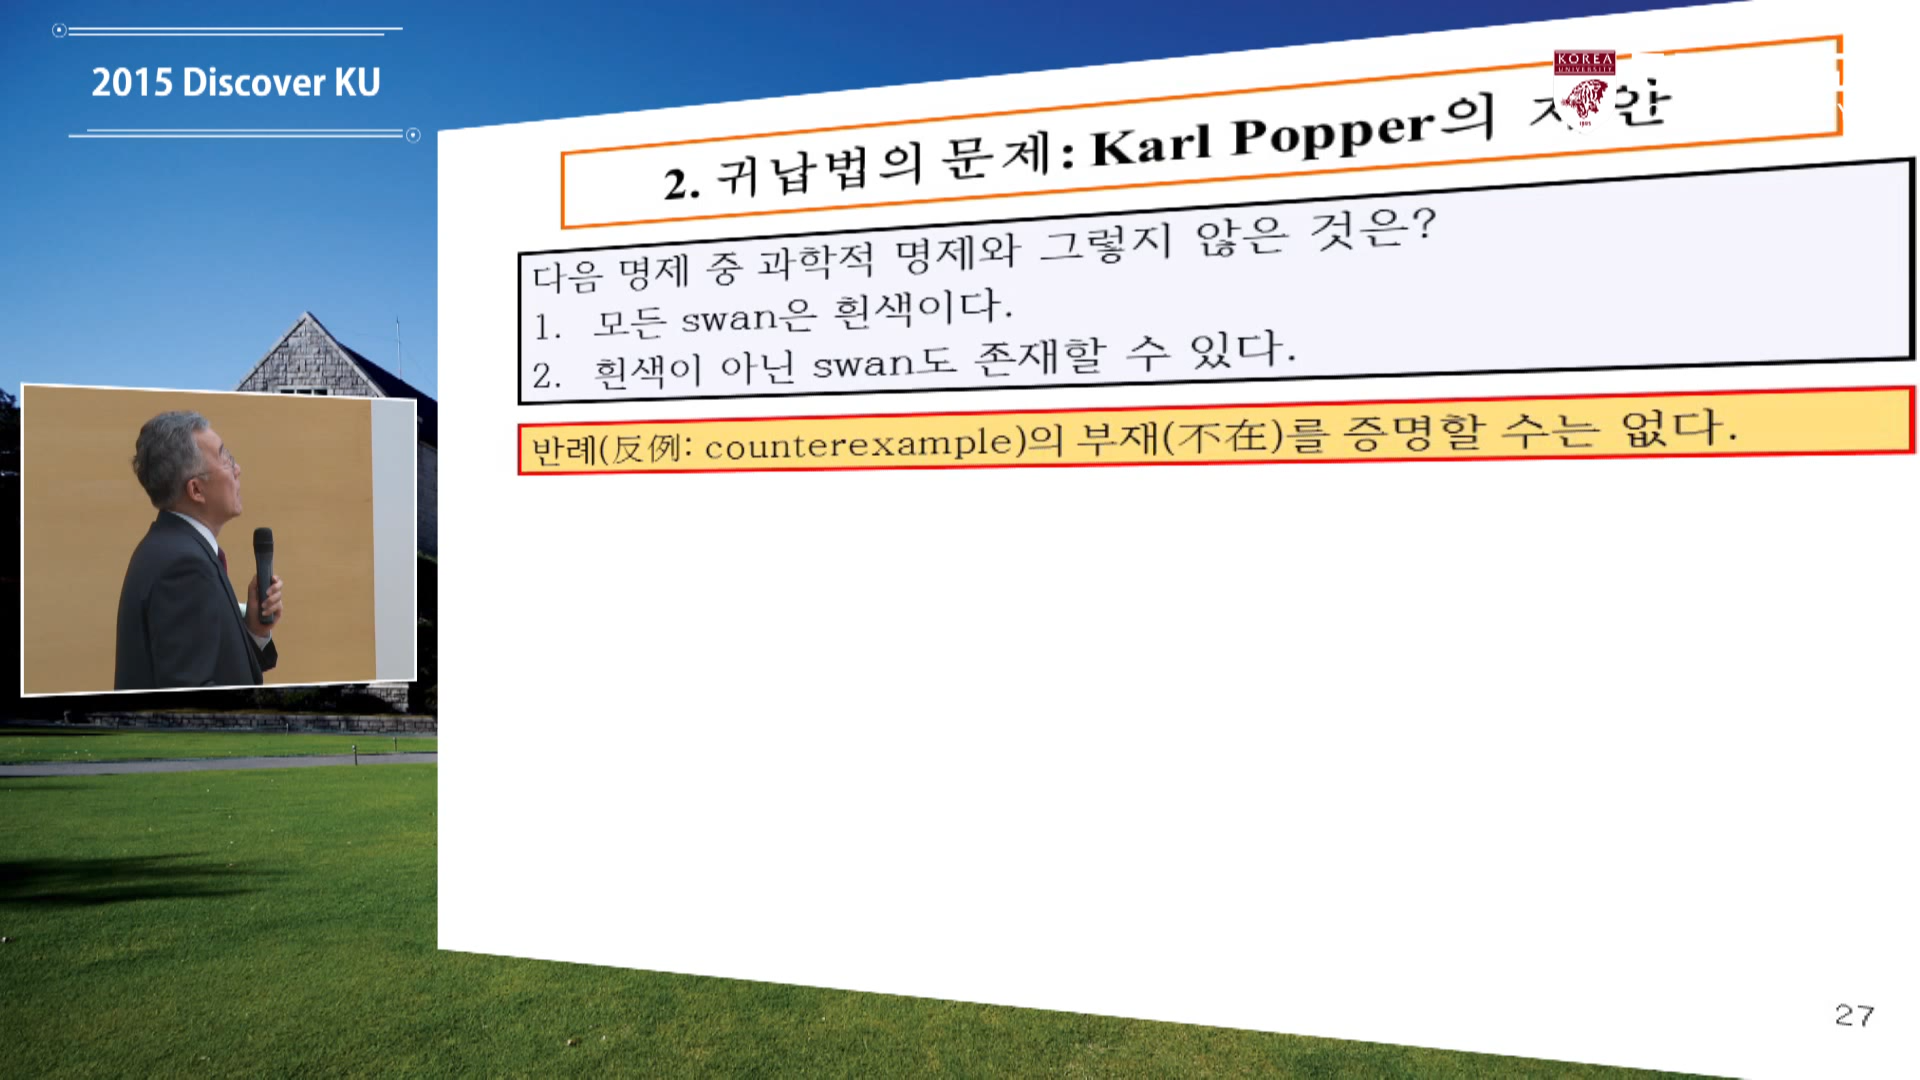 2015 Discover KU
KOREA
UNIVERSITY
2. 귀납법의 문제: Karl Popper의
다음 명제 중 과학적 명제와 그렇지 않은 것은?
1. 모든 swan은 흰색이다.
2. 흰색이 아닌 swan도 존재할 수 있다.
반례(反例: counterexample)의 부재(不在)를 증명할 수는 없다.
27